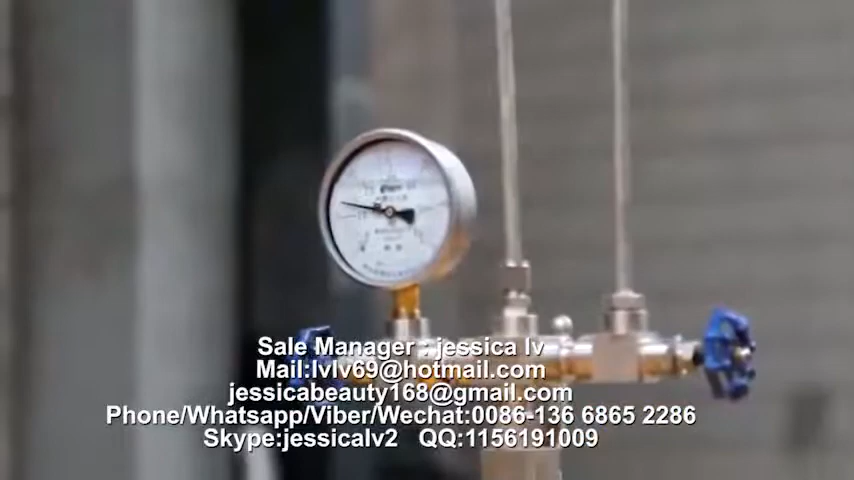 Sale Manager : jessica lv
Mail:lvlv69@hotmail.com
jessicabeauty168@gmail.com
Phone/Whatsapp/Viber/Wechat:0086-136 6865 2286
Skype:jessicalv2 QQ:1156191009